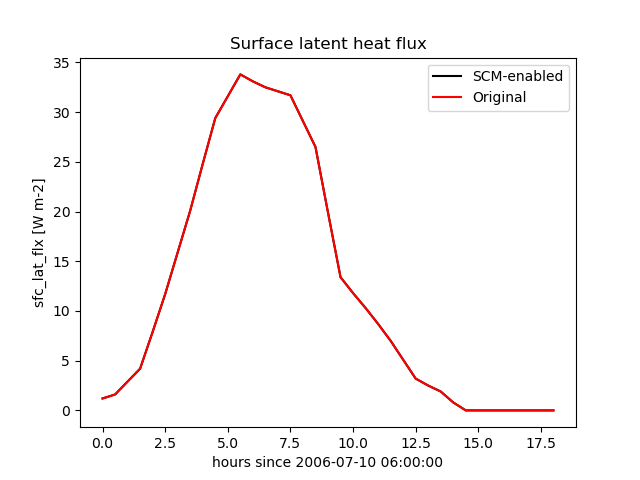 Surface latent heat flux
SCM-enabled
Original
sfc_lat_flx [W m-2]
35
30
25
20
15
10
5
0
0.0 2.5 5.0 7.5 10.0 12.5 15.0 17.5
hours since 2006-07-10 06:00:00